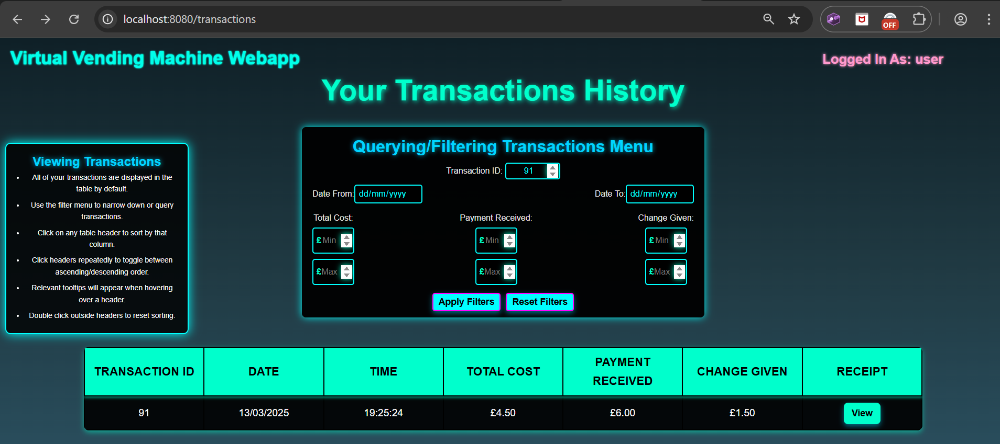 localhost:8080/transactions
OFF
Virtual Vending Machine Webapp
Logged In As: user
Your Transactions History
Viewing Transactions
• All of your transactions are displayed in the
table by default.
• Use the filter menu to narrow down or query
transactions.
• Click on any table header to sort by that
column.
• Click headers repeatedly to toggle between
ascending/descending order.
• Relevant tooltips will appear when hovering
over a header.
• Double click outside headers to reset sorting.
Querying/Filtering Transactions Menu
Transaction ID: 91
Date From: dd/mm/yyyy Date To: dd/mm/yyyy
Total Cost: Payment Received: Change Given:
£ Min £ Min £ Min
£ Max £ Max £ Max
Apply Filters Reset Filters
TRANSACTION ID DATE TIME TOTAL COST PAYMENT RECEIVED CHANGE GIVEN RECEIPT
91 13/03/2025 19:25:24 £4.50 £6.00 £1.50 View